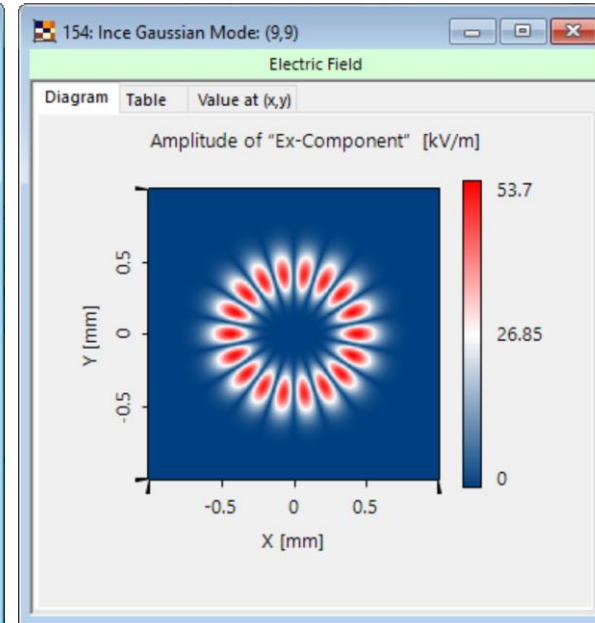 154: Ince Gaussian Mode: (9,9)
Electric Field
Diagram Table Value at (x,y)
Amplitude of "Ex-Component" [kV/m]
53.7
26.85
0
Y [mm]
0.5
0
-0.5
-0.5 0 0.5
X [mm]